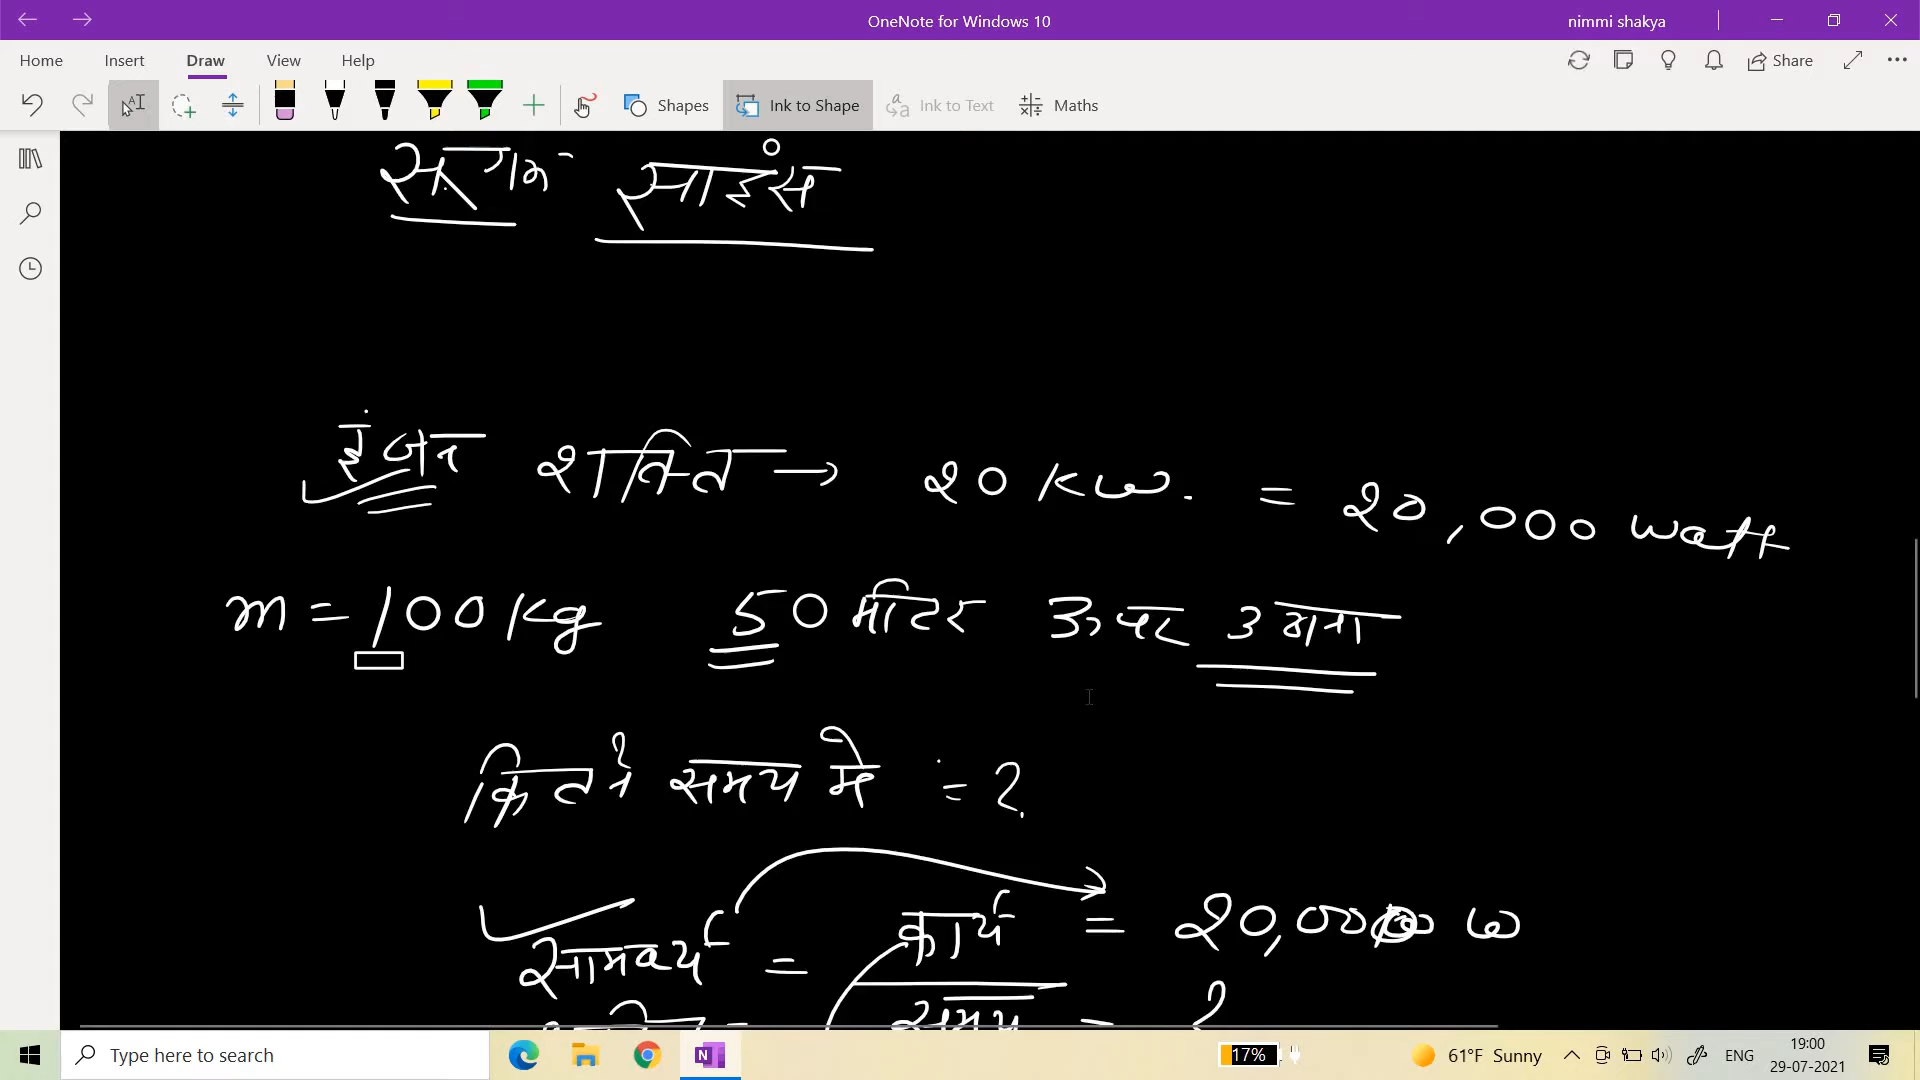 OneNote for Windows 10 nimmi shakya
Home Insert Draw View Help Share
Shapes Ink to Shape Ink to Text Maths
साइंस
इंजन शक्ति → 20 kw. = 20,000 watt
m = 100 kg 50 मीटर ऊपर उठाना
कितने समय में = ?
सामर्थ्य = कार्य = 20,000 w
समय = ?
Type here to search 17% 61°F Sunny ENG 19:00
29-07-2021